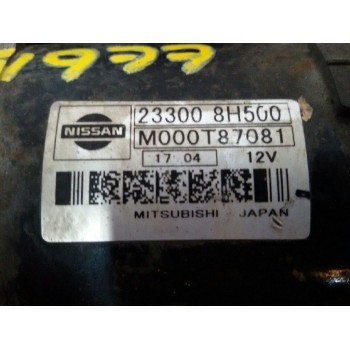 NISSAN
23300 8H500
M000T87081
17 04 12V
MITSUBISHI JAPAN